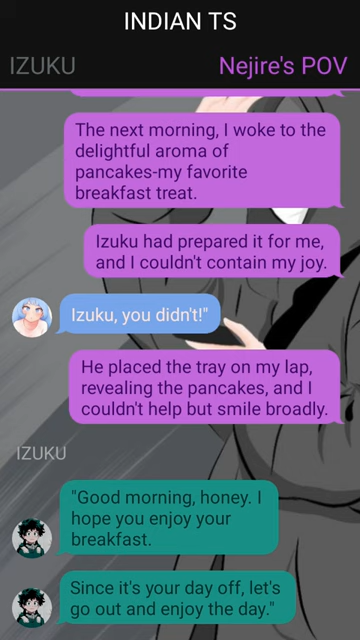 INDIAN TS
IZUKU
Nejire's POV
The next morning, I woke to the
delightful aroma of
pancakes-my favorite
breakfast treat.
Izuku had prepared it for me,
and I couldn't contain my joy.
Izuku, you didn't!"
He placed the tray on my lap,
revealing the pancakes, and I
couldn't help but smile broadly.
IZUKU
"Good morning, honey. I
hope you enjoy your
breakfast.
Since it's your day off, let's
go out and enjoy the day."